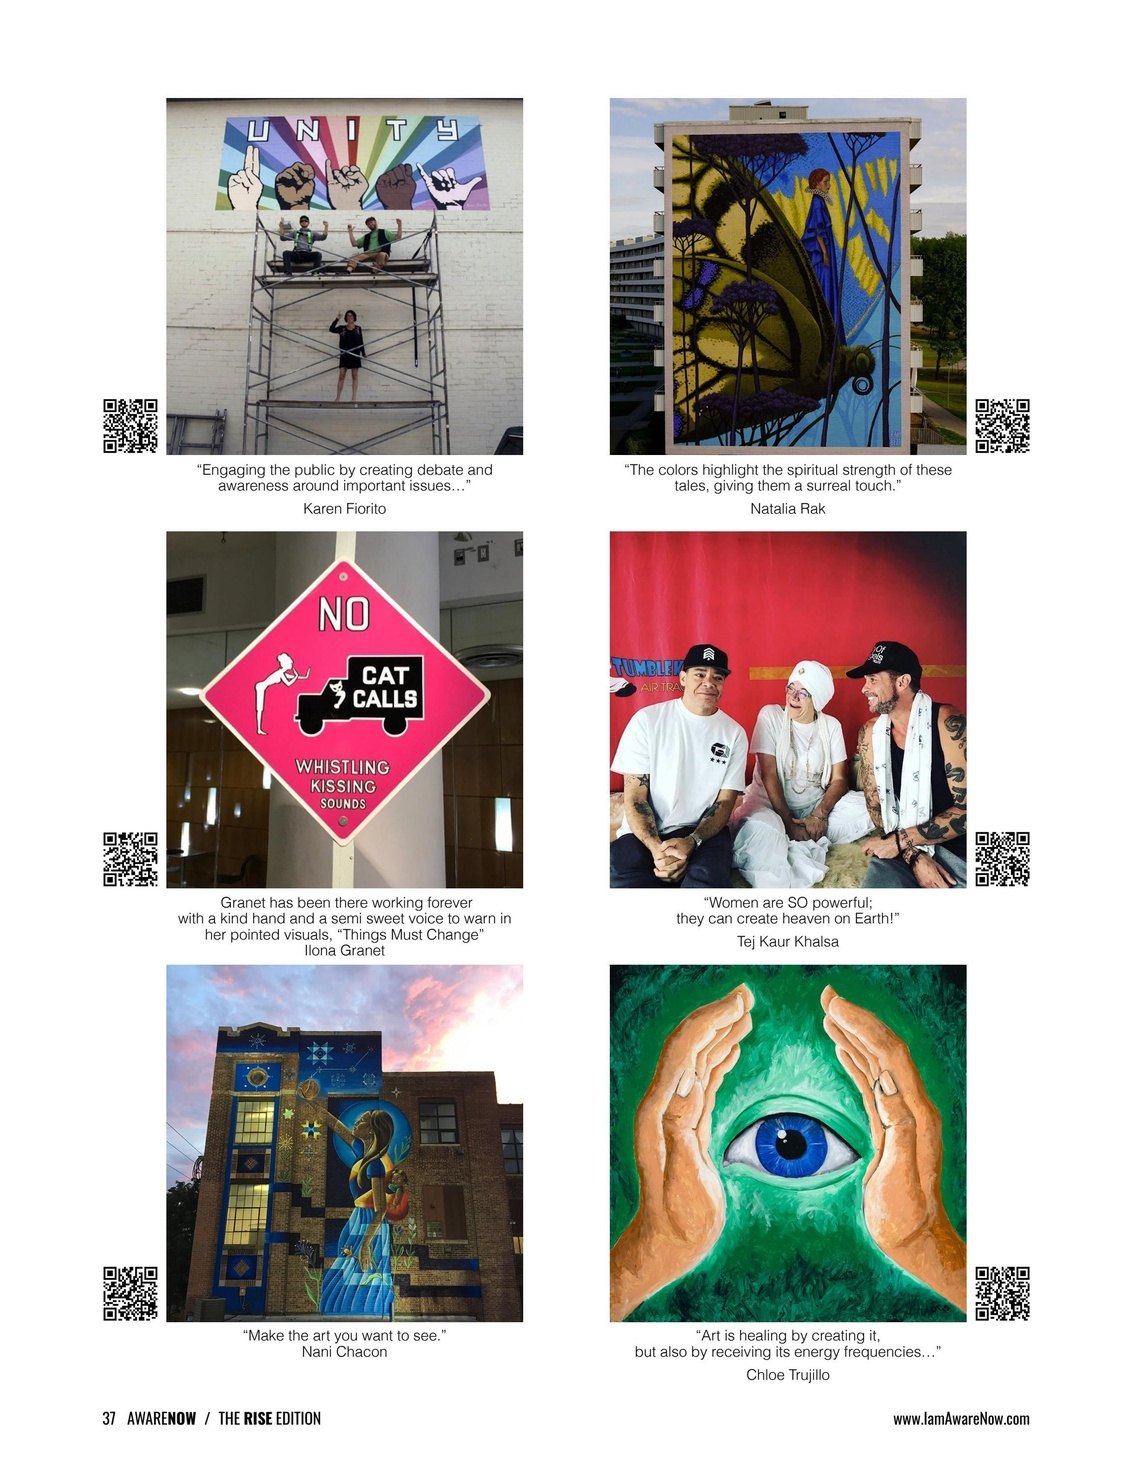 UNITY
"Engaging the public by creating debate and
awareness around important issues…"
Karen Fiorito
"The colors highlight the spiritual strength of these
tales, giving them a surreal touch."
Natalia Rak
NO
CAT
CALLS
WHISTLING
KISSING
SOUNDS
Granet has been there working forever
with a kind hand and a semi sweet voice to warn in
her pointed visuals, "Things Must Change"
Ilona Granet
AIR
"Women are SO powerful;
they can create heaven on Earth!"
Tej Kaur Khalsa
"Make the art you want to see."
Nani Chacon
"Art is healing by creating it,
but also by receiving its energy frequencies…"
Chloe Trujillo
37 AWARENOW / THE RISE EDITION
www.IamAwareNow.com